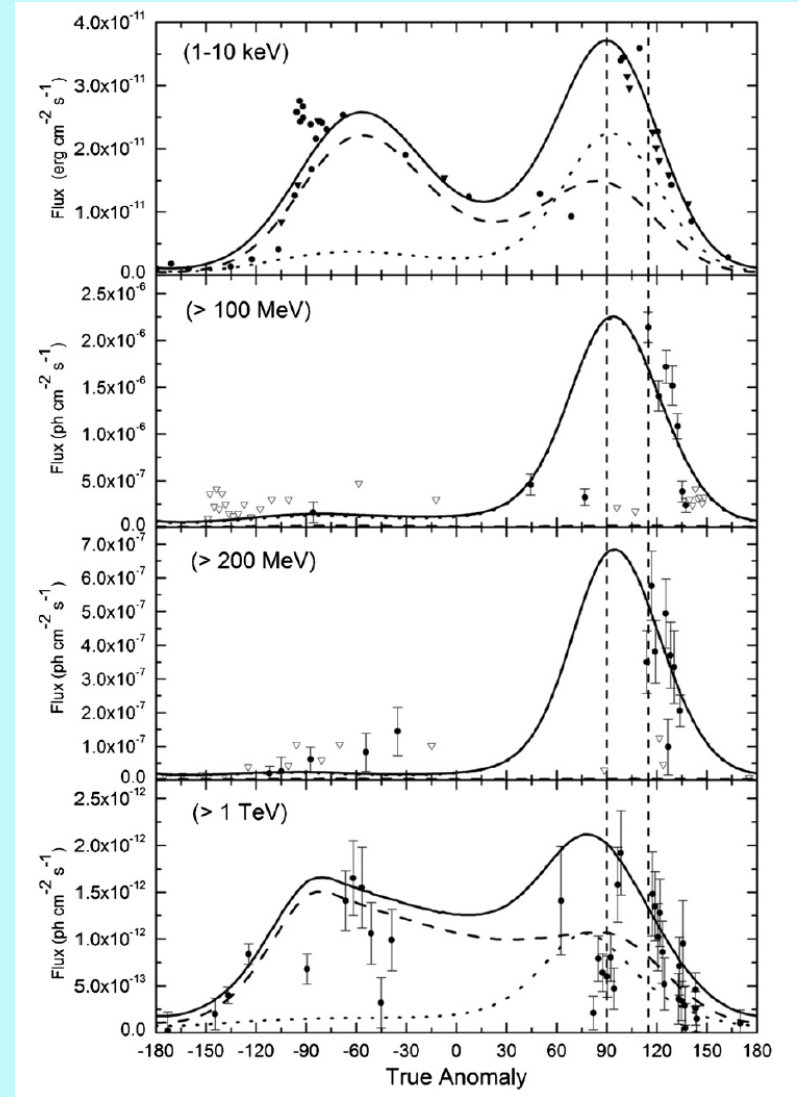 4.0x10⁻¹¹
(1-10 keV)
3.0x10⁻¹¹
2.0x10⁻¹¹
1.0x10⁻¹¹
0.0
Flux (erg cm⁻² s⁻¹)
2.5x10⁻⁶
(> 100 MeV)
2.0x10⁻⁶
1.5x10⁻⁶
1.0x10⁻⁶
5.0x10⁻⁷
0.0
Flux (ph cm⁻² s⁻¹)
7.0x10⁻⁷
(> 200 MeV)
6.0x10⁻⁷
5.0x10⁻⁷
4.0x10⁻⁷
3.0x10⁻⁷
2.0x10⁻⁷
1.0x10⁻⁷
0.0
Flux (ph cm⁻² s⁻¹)
2.5x10⁻¹²
(> 1 TeV)
2.0x10⁻¹²
1.5x10⁻¹²
1.0x10⁻¹²
5.0x10⁻¹³
0.0
Flux (ph cm⁻² s⁻¹)
-180 -150 -120 -90 -60 -30 0 30 60 90 120 150 180
True Anomaly